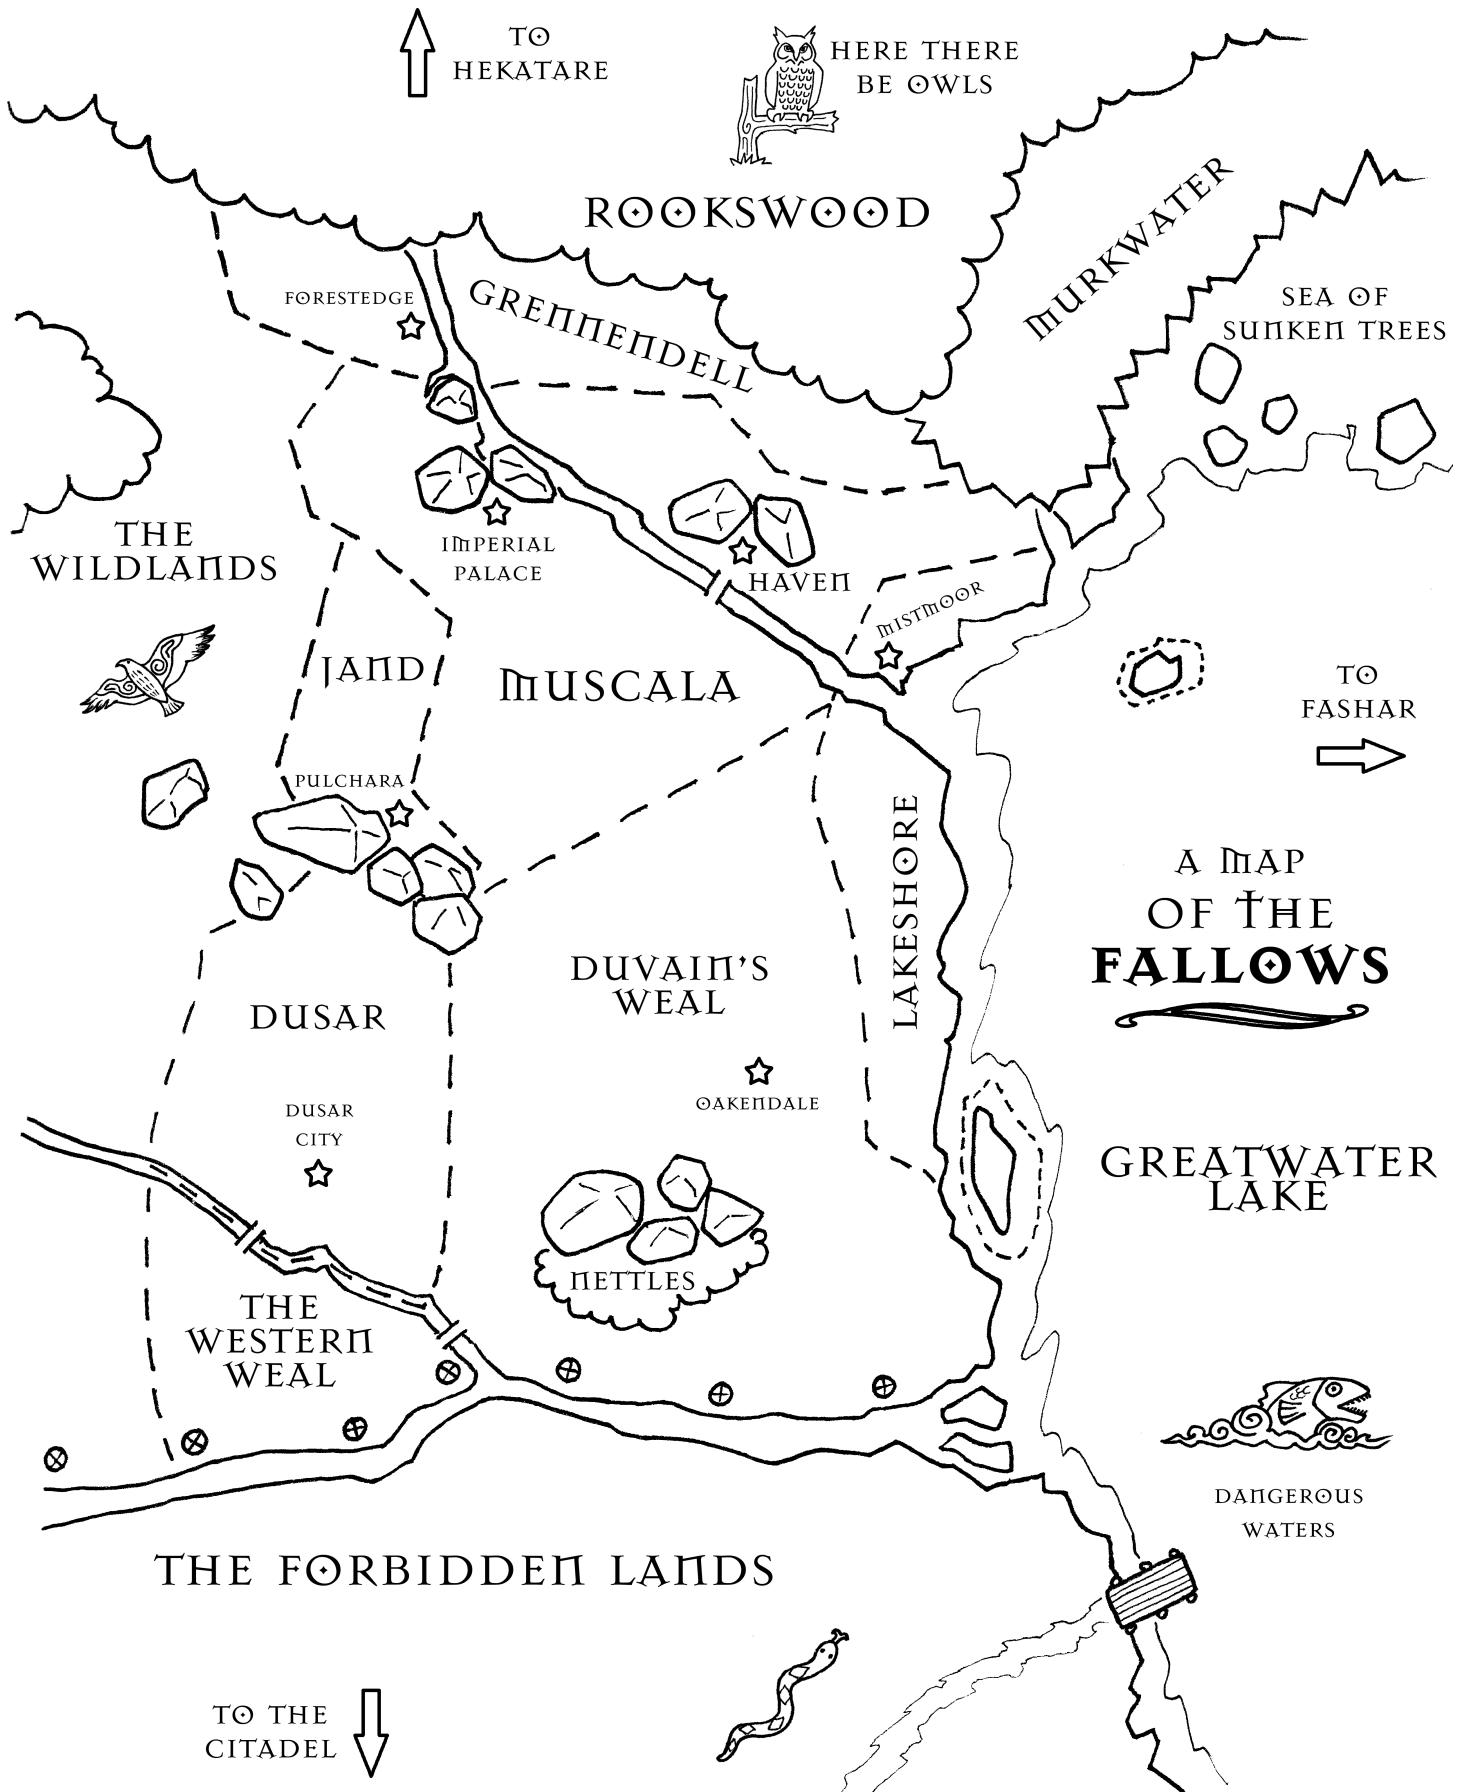 TO
HEKATARE
HERE THERE
BE OWLS
ROOKSWOOD
MURKWATER
FORESTEDGE
GRENNENDELL
SEA OF
SUNKEN TREES
THE
WILDLANDS
IMPERIAL
PALACE
HAVEN
MISTMOOR
JAND
MUSCALA
TO
FASHAR
PULCHARA
LAKESHORE
A MAP
OF THE
FALLOWS
DUVAIN'S
WEAL
DUSAR
OAKENDALE
DUSAR
CITY
GREATWATER
LAKE
NETTLES
THE
WESTERN
WEAL
DANGEROUS
WATERS
THE FORBIDDEN LANDS
TO THE
CITADEL